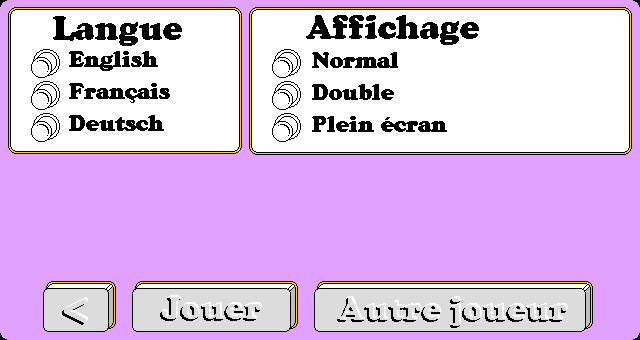 Langue
English
Français
Deutsch
Affichage
Normal
Double
Plein écran
< Jouer Autre joueur